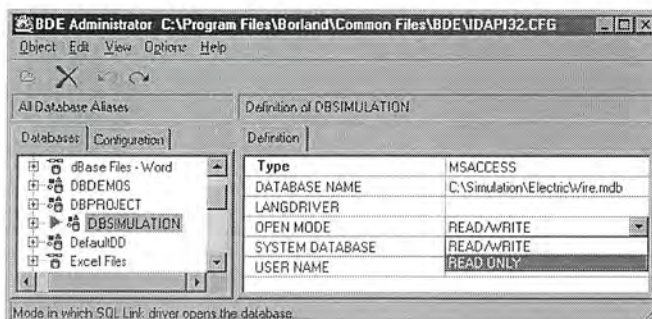 BDE Administrator C:\Program Files\Borland\Common Files\BDE\IDAPI32.CFG
Object Edit View Options Help
All Database Aliases
Definition of DBSIMULATION
Databases Configuration
Definition
dBase Files - Word
DBDEMOS
DBPROJECT
DBSIMULATION
DefaultDD
Excel Files
Type MSACCESS
DATABASE NAME C:\Simulation\ElectricWire.mdb
LANGDRIVER
OPEN MODE READ/WRITE
SYSTEM DATABASE READ/WRITE
USER NAME READ ONLY
Mode in which SQL Link driver opens the database.